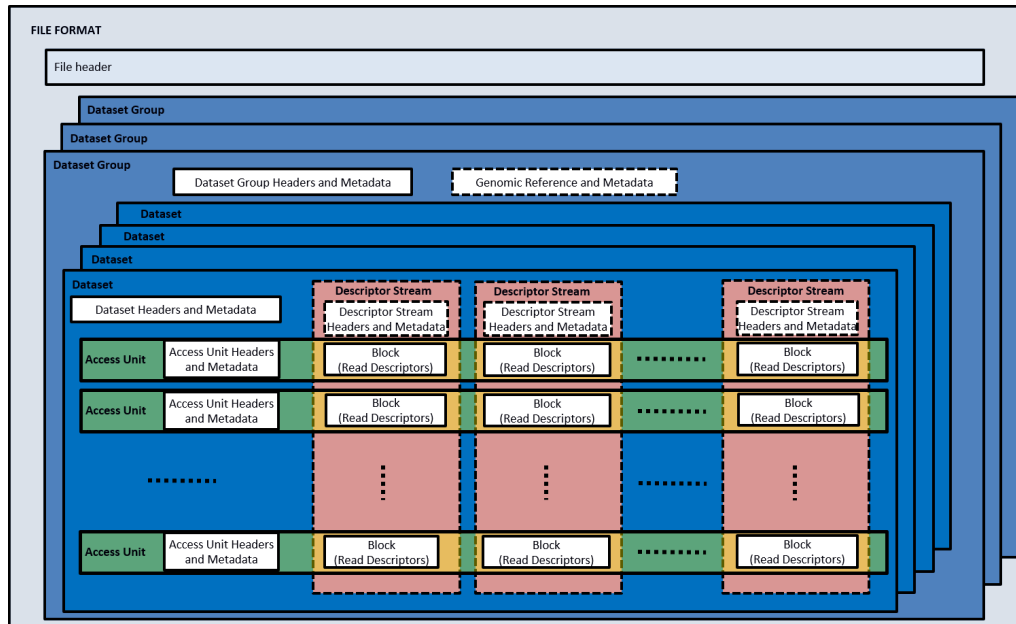 FILE FORMAT
File header
Dataset Group
Dataset Group
Dataset Group
Dataset Group Headers and Metadata
Genomic Reference and Metadata
Dataset
Dataset
Dataset
Dataset
Dataset Headers and Metadata
Descriptor Stream
Descriptor Stream
Headers and Metadata
Descriptor Stream
Descriptor Stream
Headers and Metadata
Descriptor Stream
Descriptor Stream
Headers and Metadata
Access Unit
Access Unit Headers
and Metadata
Block
(Read Descriptors)
Block
(Read Descriptors)
Block
(Read Descriptors)
Access Unit
Access Unit Headers
and Metadata
Block
(Read Descriptors)
Block
(Read Descriptors)
Block
(Read Descriptors)
Access Unit
Access Unit Headers
and Metadata
Block
(Read Descriptors)
Block
(Read Descriptors)
Block
(Read Descriptors)